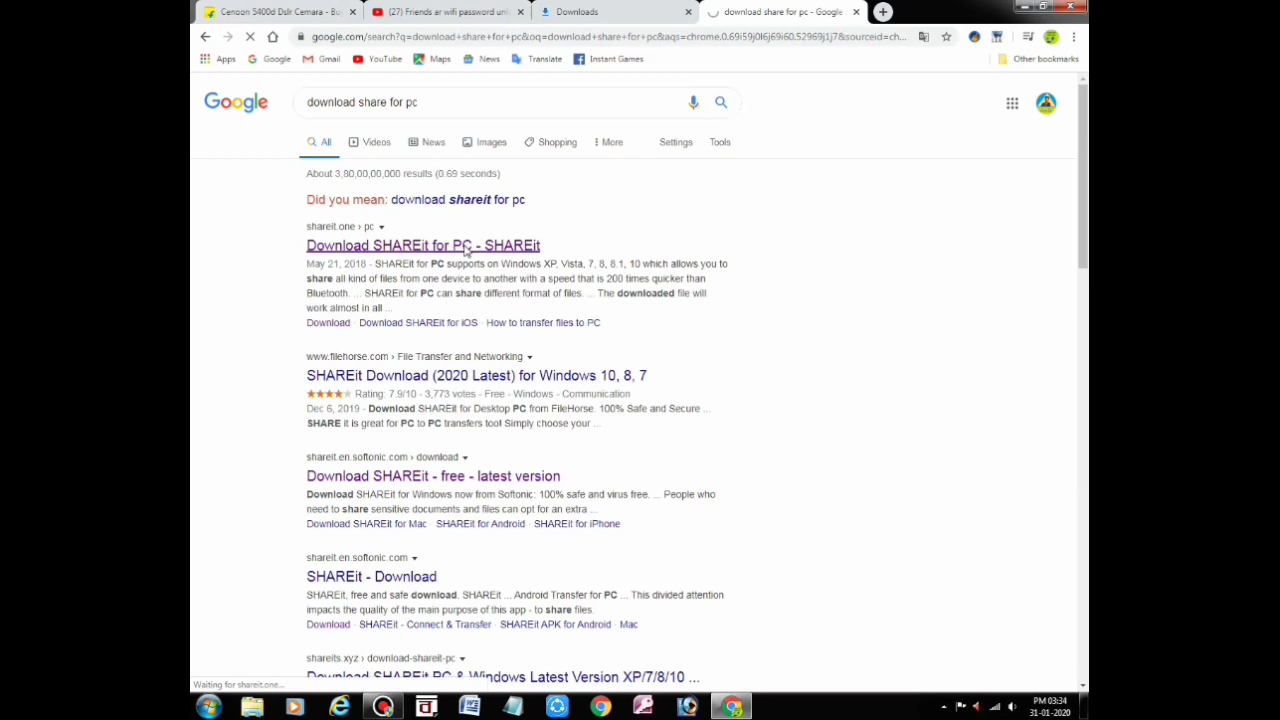 Cenoon 5400d Dslr Cemara - Bu
(27) Friends ar wifi password unl
Downloads
download share for pc - Google
google.com/search?q=download+share+for+pc&oq=download+share+for+pc&aqs=chrome.0.69i59j0l6j69i60.52969j1j7&sourceid=ch...
Apps Google Gmail YouTube Maps News Translate Instant Games Other bookmarks
Google
download share for pc
All Videos News Images Shopping More Settings Tools
About 3,80,00,00,000 results (0.69 seconds)
Did you mean: download shareit for pc
shareit.one › pc
Download SHAREit for PC - SHAREit
May 21, 2018 - SHAREit for PC supports on Windows XP, Vista, 7, 8, 8.1, 10 which allows you to
share all kind of files from one device to another with a speed that is 200 times quicker than
Bluetooth. ... SHAREit for PC can share different format of files. ... The downloaded file will
work almost in all ...
Download · Download SHAREit for iOS · How to transfer files to PC
www.filehorse.com › File Transfer and Networking
SHAREit Download (2020 Latest) for Windows 10, 8, 7
Rating: 7.9/10 - 3,773 votes - Free - Windows - Communication
Dec 6, 2019 - Download SHAREit for Desktop PC from FileHorse. 100% Safe and Secure ...
SHARE it is great for PC to PC transfers too! Simply choose your ...
shareit.en.softonic.com › download
Download SHAREit - free - latest version
Download SHAREit for Windows now from Softonic: 100% safe and virus free. ... People who
need to share sensitive documents and files can opt for an extra ...
Download SHAREit for Mac · SHAREit for Android · SHAREit for iPhone
shareit.en.softonic.com
SHAREit - Download
SHAREit, free and safe download. SHAREit ... Android Transfer for PC ... This divided attention
impacts the quality of the main purpose of this app - to share files.
Download · SHAREit - Connect & Transfer · SHAREit APK for Android · Mac
shareits.xyz › download-shareit-pc
Download SHAREit PC & Windows Latest Version XP/7/8/10 ...
Waiting for shareit.one...
PM 03:34
31-01-2020